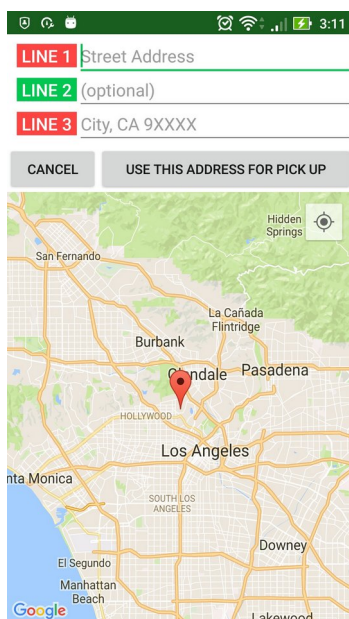 3:11
LINE 1 Street Address
LINE 2 (optional)
LINE 3 City, CA 9XXXX
CANCEL USE THIS ADDRESS FOR PICK UP
Hidden
Springs
San Fernando
La Cañada
Flintridge
Burbank
Pasadena
HOLLYWOOD
Los Angeles
nta Monica
SOUTH LOS
ANGELES
Downey
El Segundo
Manhattan
Beach
Google
Lakewood